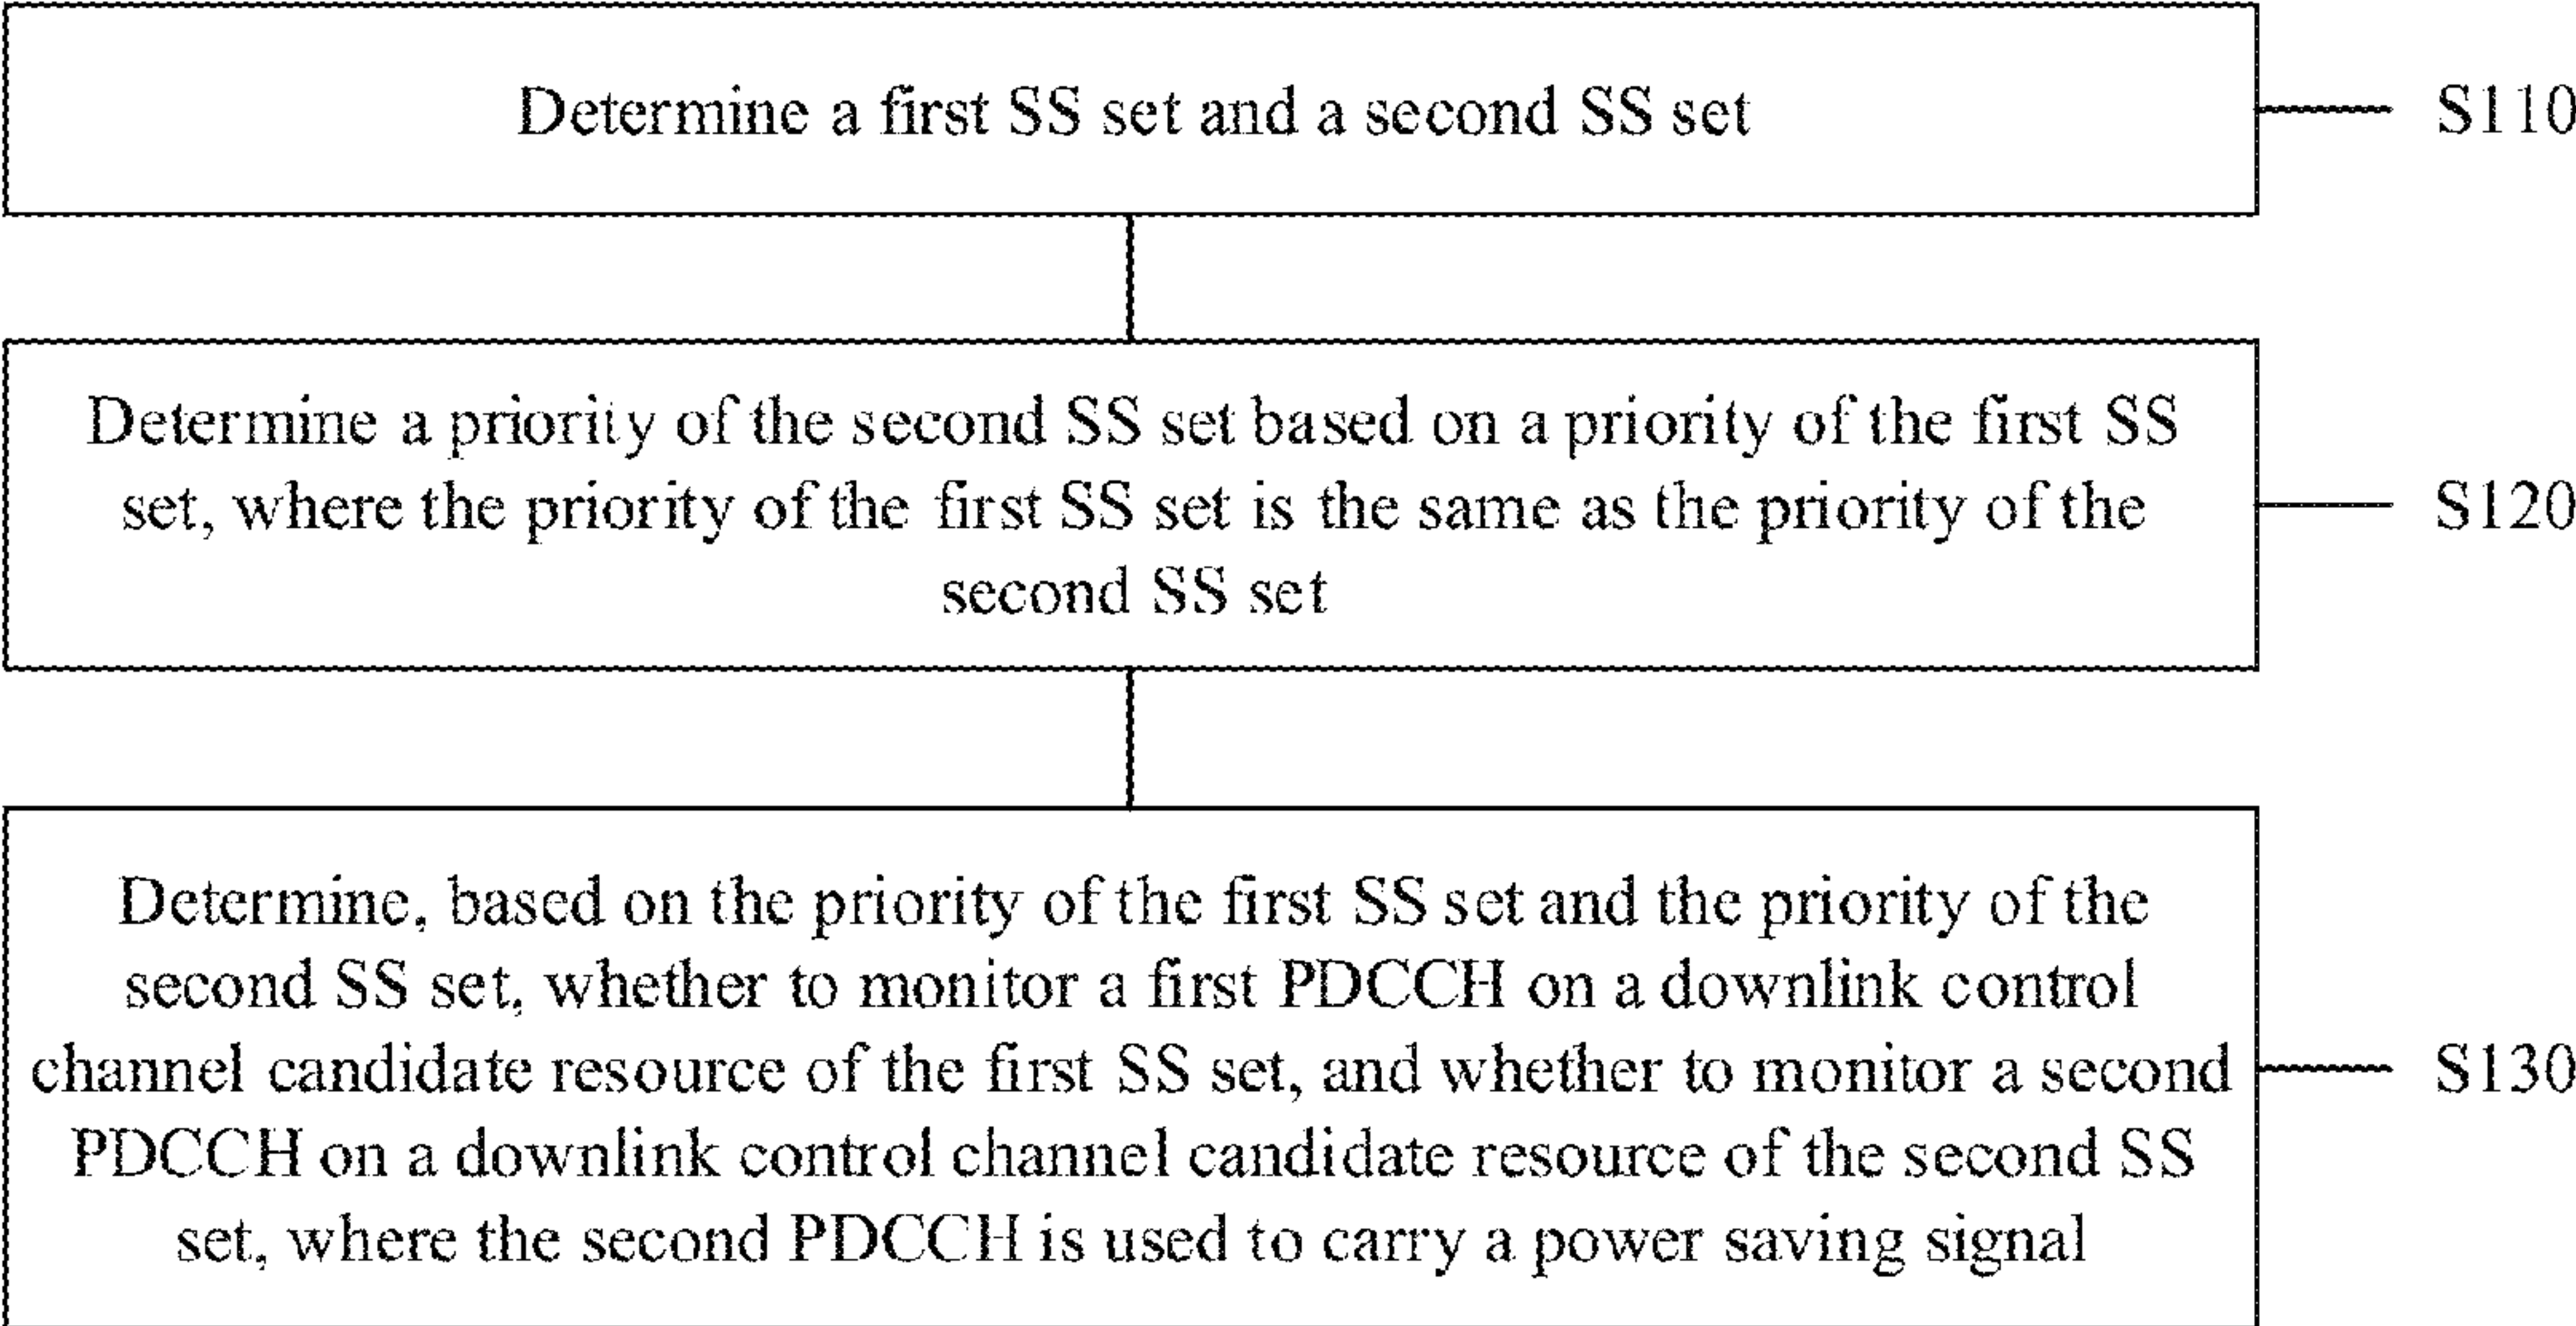 Determine a first SS set and a second SS set
S110
Determine a priority of the second SS set based on a priority of the first SS
set, where the priority of the first SS set is the same as the priority of the
second SS set
S120
Determine, based on the priority of the first SS set and the priority of the
second SS set, whether to monitor a first PDCCH on a downlink control
channel candidate resource of the first SS set, and whether to monitor a second
PDCCH on a downlink control channel candidate resource of the second SS
set, where the second PDCCH is used to carry a power saving signal
S130